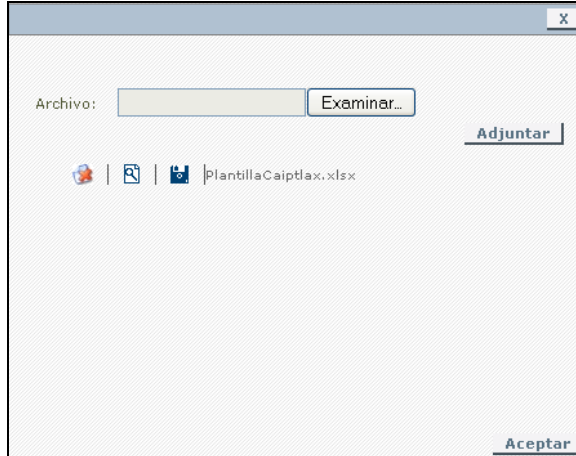 X
Archivo: Examinar...
Adjuntar
PlantillaCaiptlax.xlsx
Aceptar